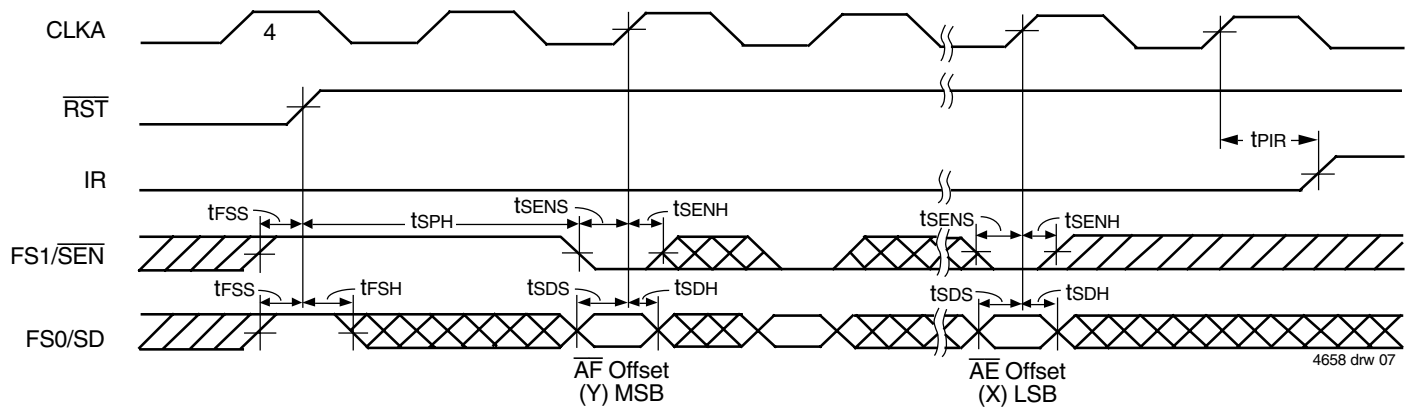 CLKA
4
RST
tPIR
IR
tFSS tSPH tSENS tSENH tSENS tSENH
FS1/SEN
tFSS tFSH tSDS tSDH tSDS tSDH
FS0/SD
4658 drw 07
AF Offset
(Y) MSB
AE Offset
(X) LSB